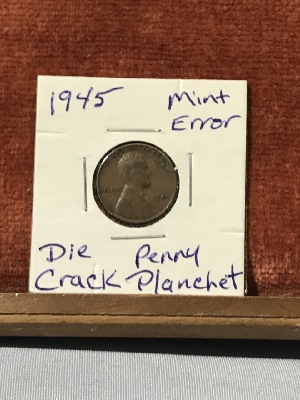 1945 Mint
Error
Die Penny
Crack Planchet